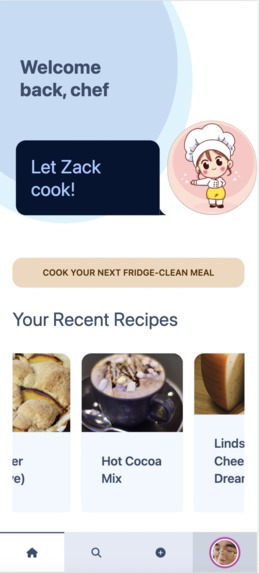 Welcome
back, chef
Let Zack
cook!
COOK YOUR NEXT FRIDGE-CLEAN MEAL
Your Recent Recipes
er
e)
Hot Cocoa
Mix
Linds
Chee
Drear